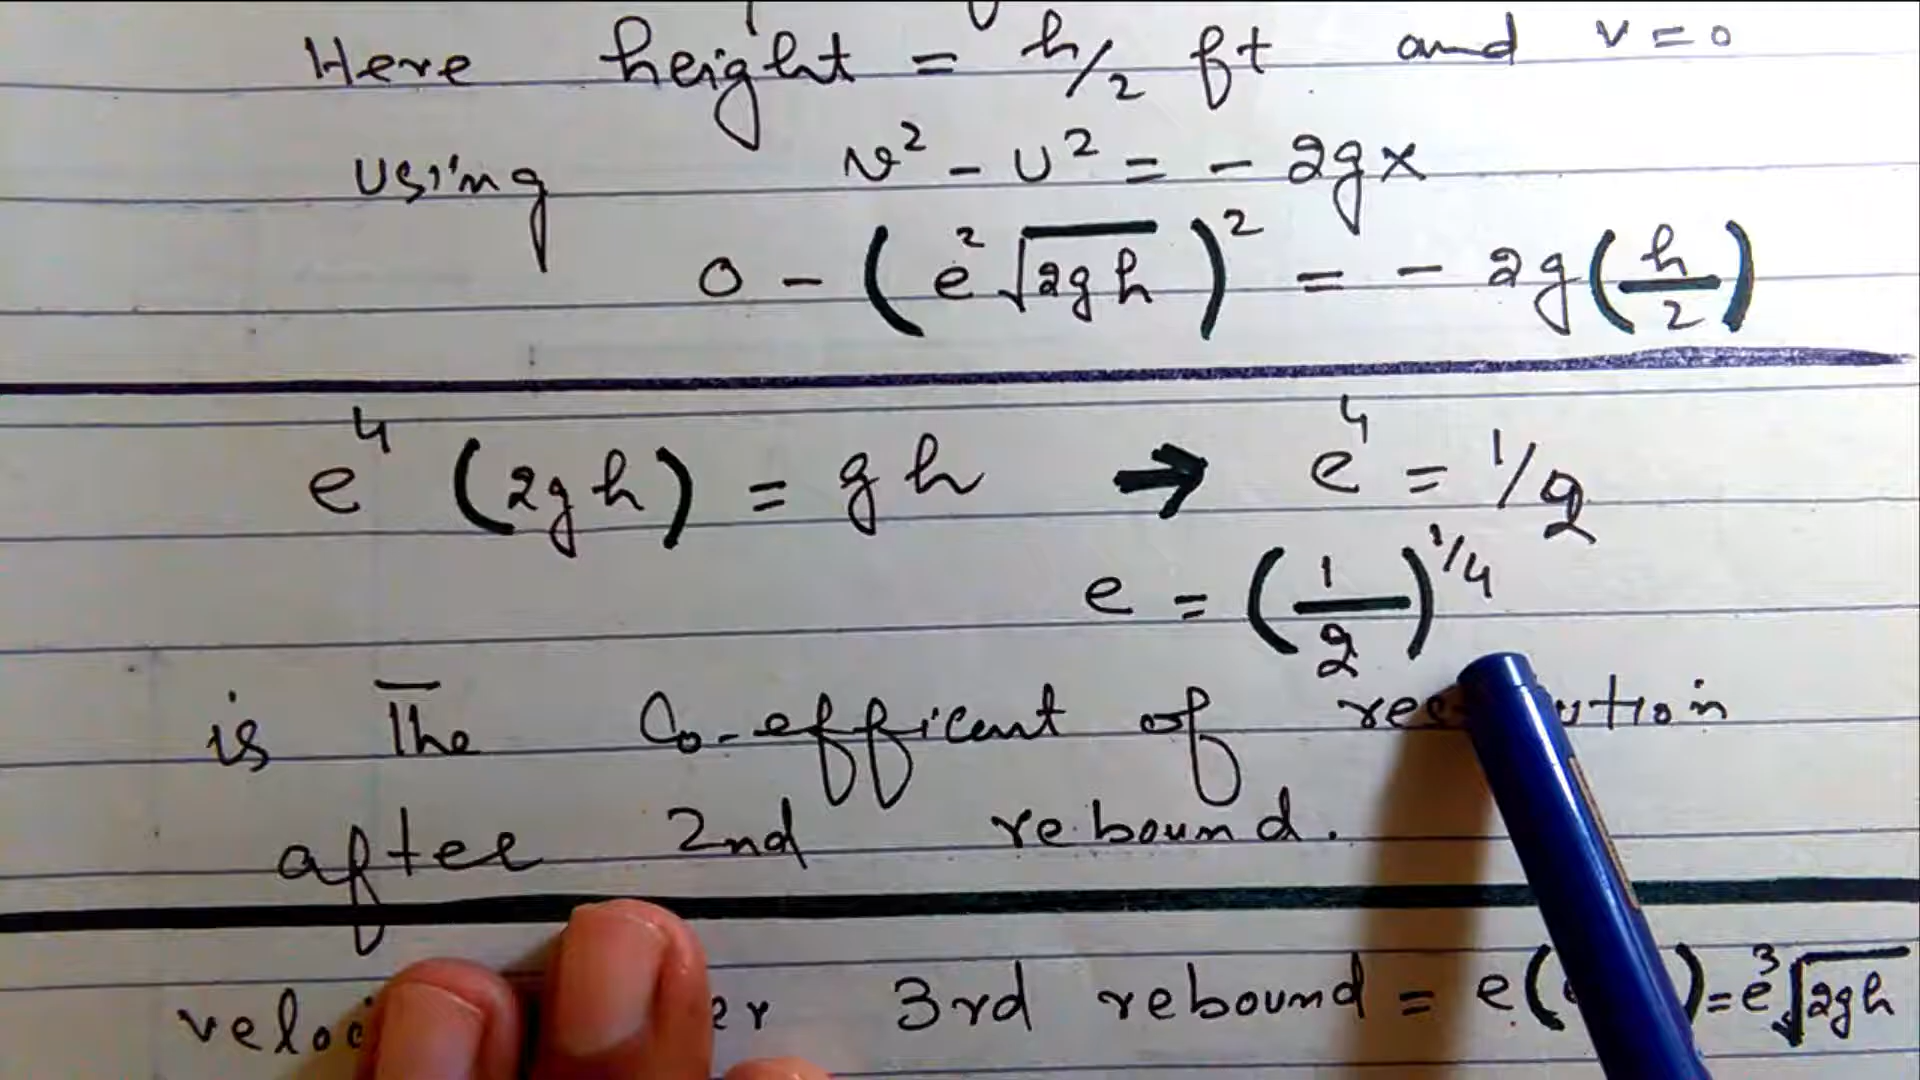 Here height = h/2 ft and v = 0
using v² - u² = - 2gx
0 - (e²√2gh)² = - 2g(h/2)
e⁴ (2gh) = gh → e⁴ = 1/2
e = (1/2)^1/4
is The Co-efficent of
after 2nd rebound.
3rd rebound = e( ) = e³√2gh